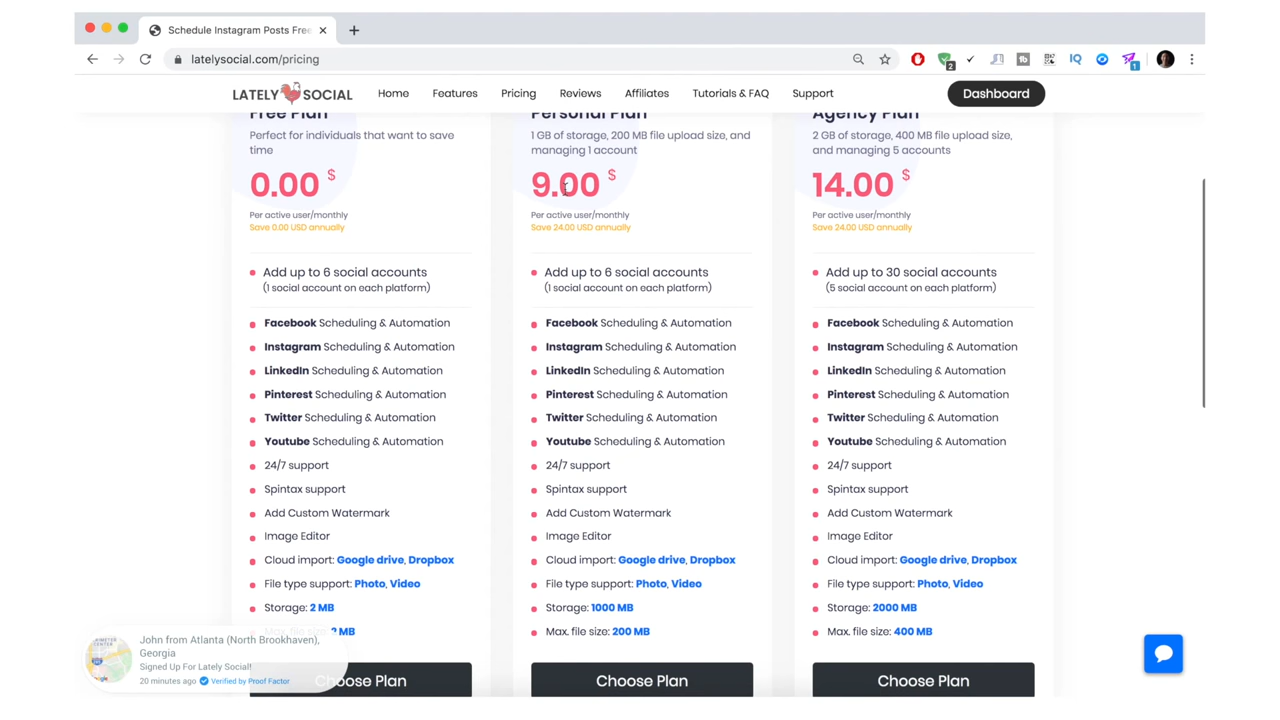 Schedule Instagram Posts Free
latelysocial.com/pricing
LATELY SOCIAL
Home
Features
Pricing
Reviews
Affiliates
Tutorials & FAQ
Support
Dashboard
Free Plan
Perfect for individuals that want to save
time
0.00 $
Per active user/monthly
Save 0.00 USD annually
Add up to 6 social accounts
(1 social account on each platform)
Facebook Scheduling & Automation
Instagram Scheduling & Automation
LinkedIn Scheduling & Automation
Pinterest Scheduling & Automation
Twitter Scheduling & Automation
Youtube Scheduling & Automation
24/7 support
Spintax support
Add Custom Watermark
Image Editor
Cloud import: Google drive, Dropbox
File type support: Photo, Video
Storage: 2 MB
2 MB
Choose Plan
Personal Plan
1 GB of storage, 200 MB file upload size, and
managing 1 account
9.00 $
Per active user/monthly
Save 24.00 USD annually
Add up to 6 social accounts
(1 social account on each platform)
Facebook Scheduling & Automation
Instagram Scheduling & Automation
LinkedIn Scheduling & Automation
Pinterest Scheduling & Automation
Twitter Scheduling & Automation
Youtube Scheduling & Automation
24/7 support
Spintax support
Add Custom Watermark
Image Editor
Cloud import: Google drive, Dropbox
File type support: Photo, Video
Storage: 1000 MB
Max. file size: 200 MB
Choose Plan
Agency Plan
2 GB of storage, 400 MB file upload size,
and managing 5 accounts
14.00 $
Per active user/monthly
Save 24.00 USD annually
Add up to 30 social accounts
(5 social account on each platform)
Facebook Scheduling & Automation
Instagram Scheduling & Automation
LinkedIn Scheduling & Automation
Pinterest Scheduling & Automation
Twitter Scheduling & Automation
Youtube Scheduling & Automation
24/7 support
Spintax support
Add Custom Watermark
Image Editor
Cloud import: Google drive, Dropbox
File type support: Photo, Video
Storage: 2000 MB
Max. file size: 400 MB
Choose Plan
John from Atlanta (North Brookhaven),
Georgia
Signed Up For Lately Social!
20 minutes ago Verified by Proof Factor